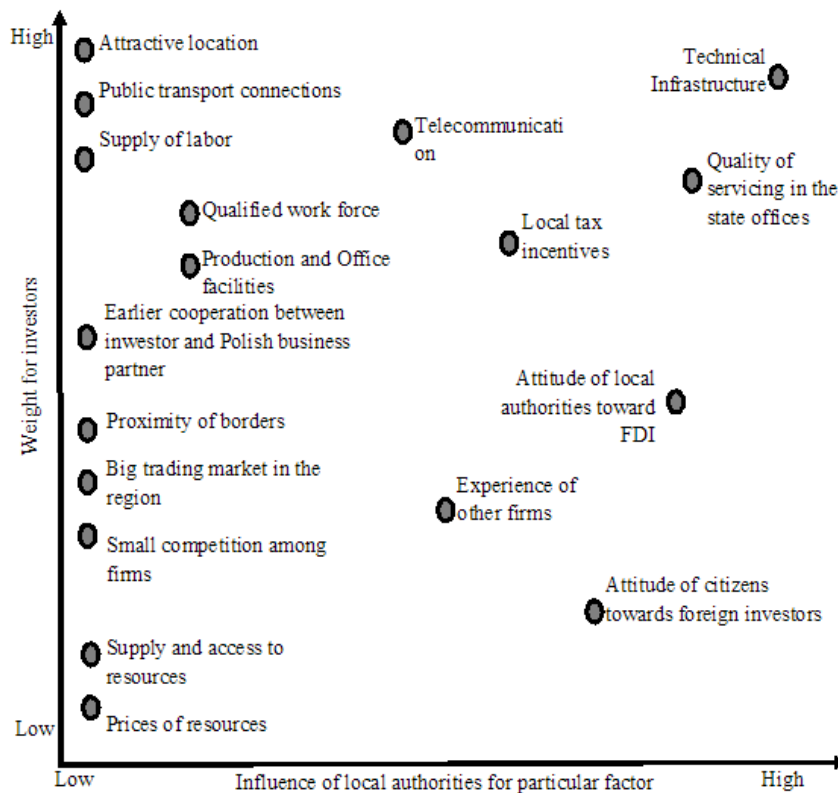 High
Attractive location
Technical
Infrastructure
Public transport connections
Telecommunicati
on
Supply of labor
Quality of
servicing in the
state offices
Qualified work force
Local tax
incentives
Production and Office
facilities
Earlier cooperation between
inwestor and Polish business
partner
Weight for investors
Attitude of local
authorities toward
FDI
Proximity of borders
Big trading market in the
region
Experience of
other firms
Small competition among
firms
Attitude of citizens
towards foreign investors
Supply and access to
resources
Prices of resources
Low
Low
Influence of local authorities for particular factor
High